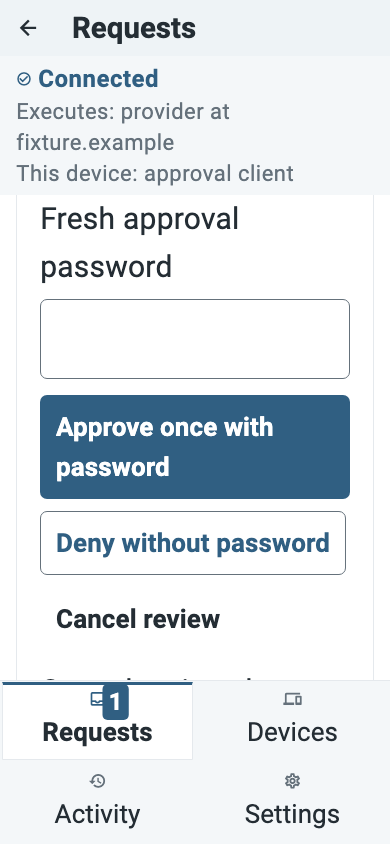 Requests
Connected
Executes: provider at
fixture.example
This device: approval client
Fresh approval
password
Approve once with
password
Deny without password
Cancel review
1
Requests
Devices
Activity
Settings